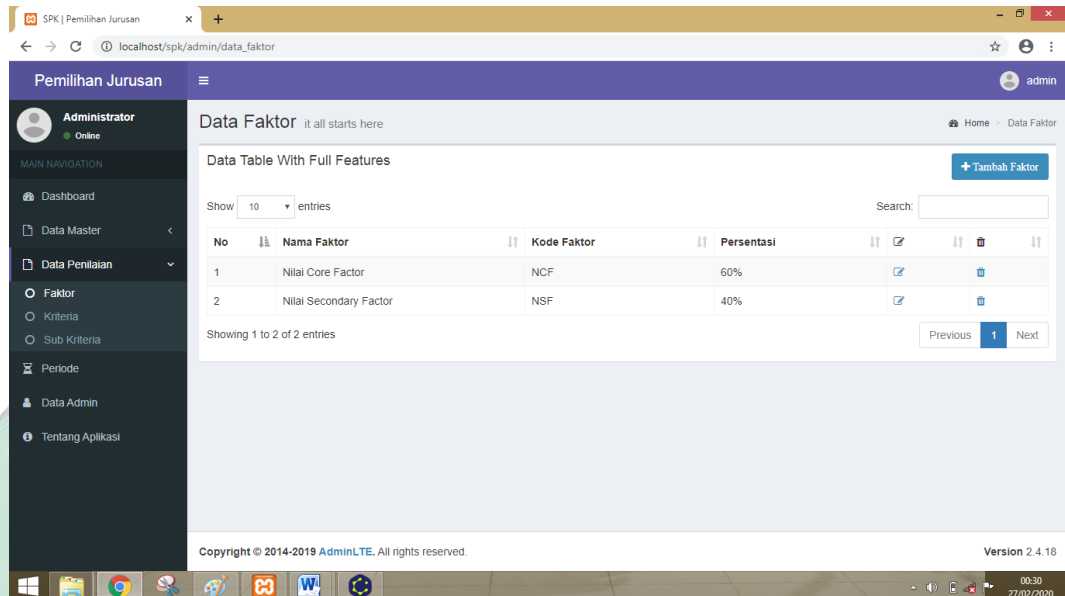 SPK | Pemilihan Jurusan
localhost/spk/admin/data_faktor
Pemilihan Jurusan
admin
Administrator
Online
MAIN NAVIGATION
Dashboard
Data Master
Data Penilaian
Faktor
Kriteria
Sub Kriteria
Periode
Data Admin
Tentang Aplikasi
Data Faktor it all starts here
Home > Data Faktor
Data Table With Full Features
Tambah Faktor
Show 10 entries
Search:
No Nama Faktor Kode Faktor Persentasi
1 Nilai Core Factor NCF 60%
2 Nilai Secondary Factor NSF 40%
Showing 1 to 2 of 2 entries
Previous 1 Next
Copyright © 2014-2019 AdminLTE. All rights reserved.
Version 2.4.18
00:30
27/02/2020